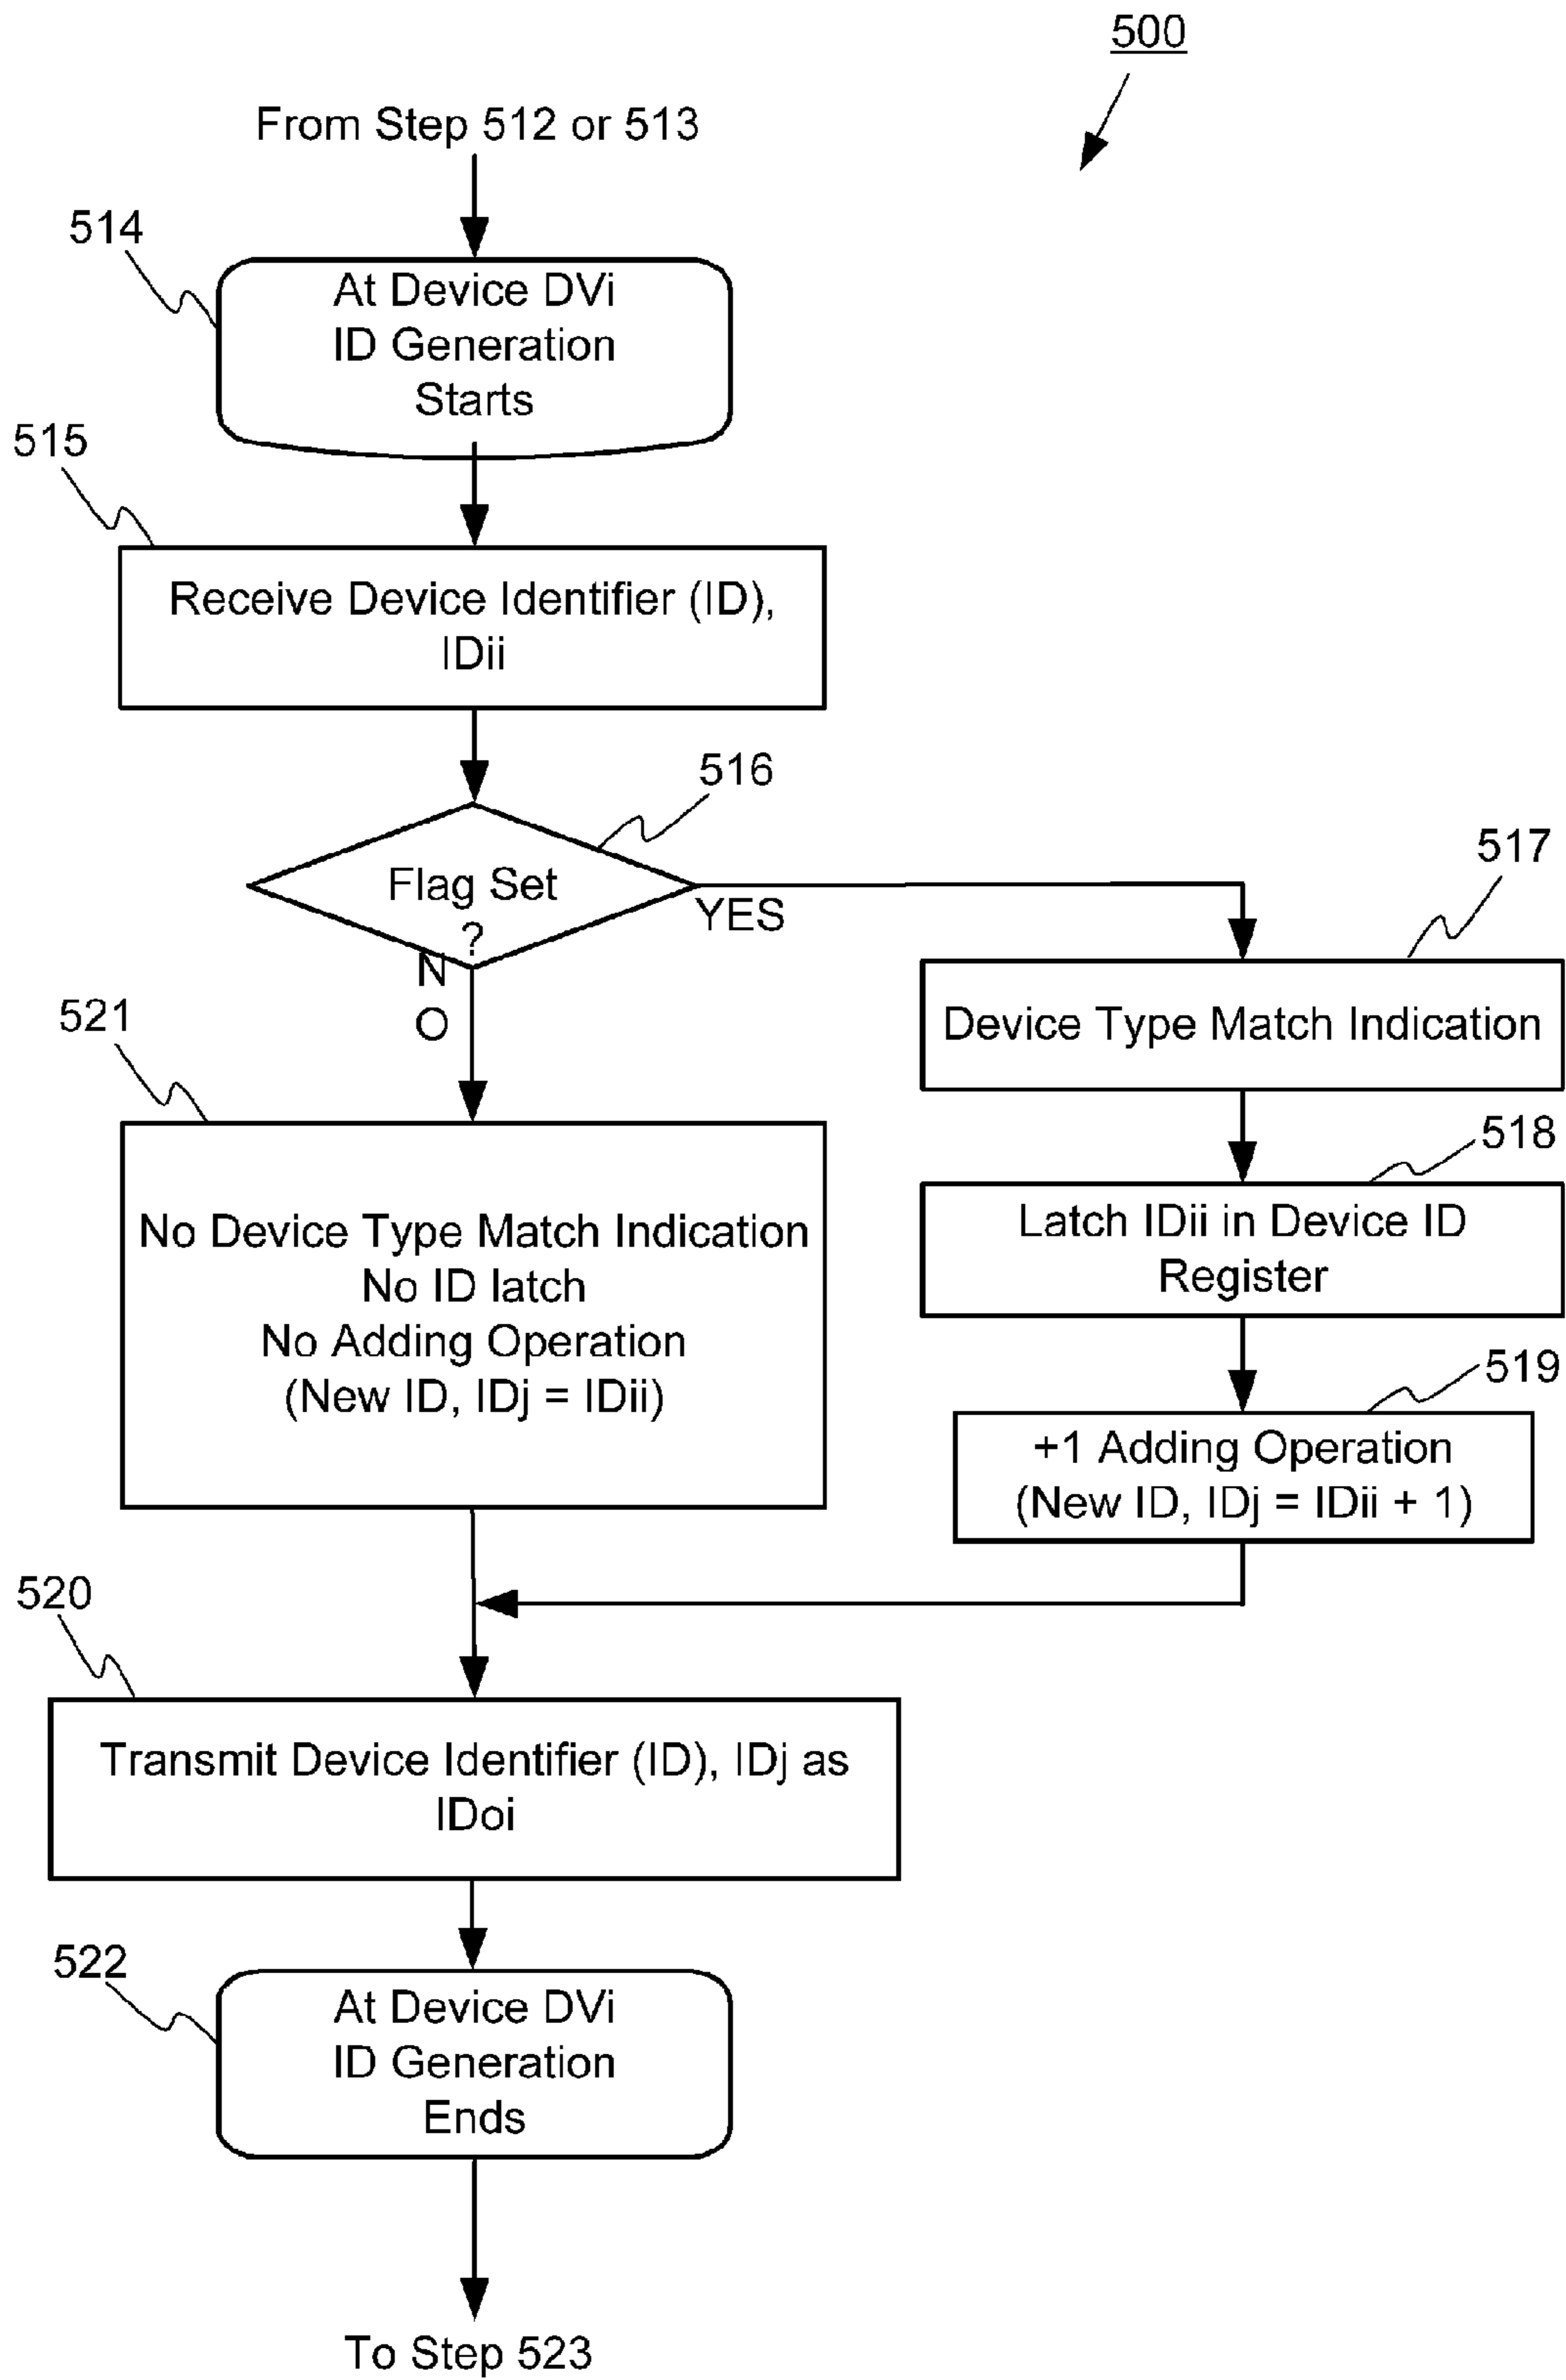 500
From Step 512 or 513
514
At Device DVi
ID Generation
Starts
515
Receive Device Identifier (ID),
IDii
516
Flag Set
?
YES
N
O
517
Device Type Match Indication
518
Latch IDii in Device ID
Register
519
+1 Adding Operation
(New ID, IDj = IDii + 1)
521
No Device Type Match Indication
No ID latch
No Adding Operation
(New ID, IDj = IDii)
520
Transmit Device Identifier (ID), IDj as
IDoi
522
At Device DVi
ID Generation
Ends
To Step 523